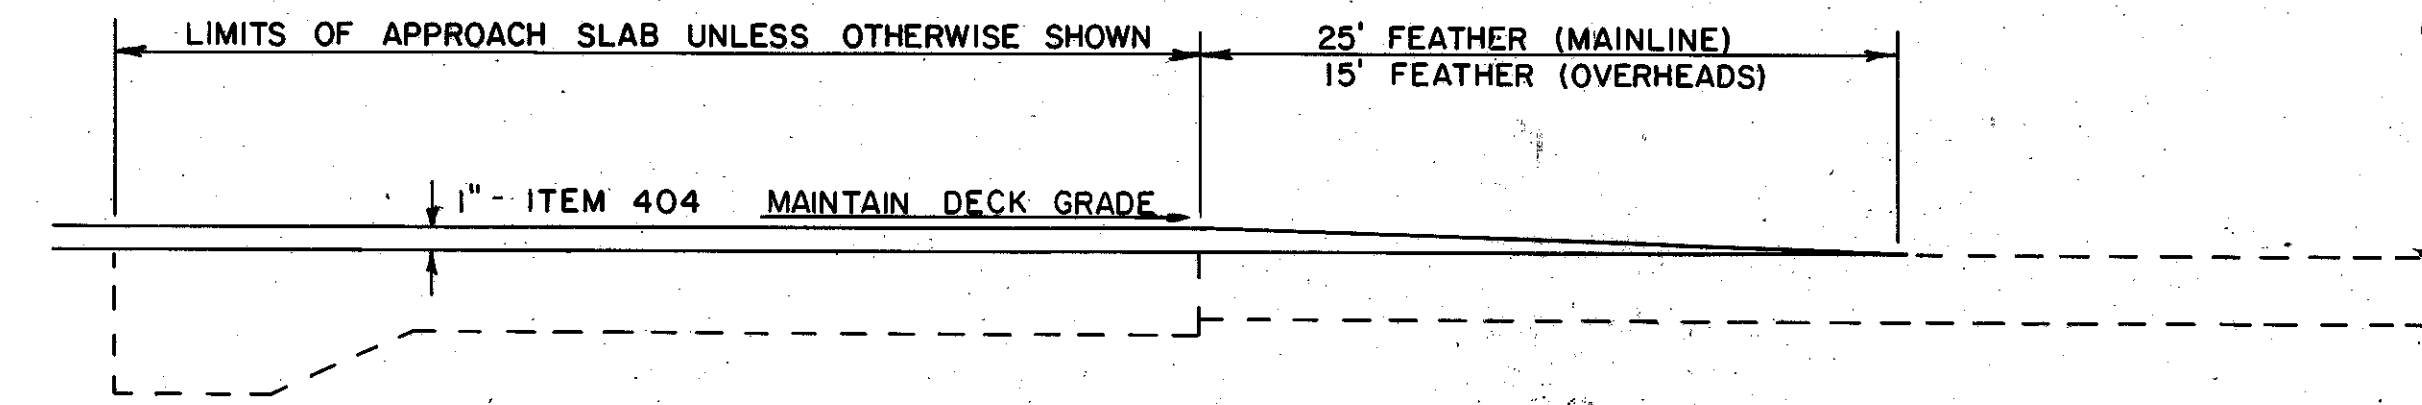 LIMITS OF APPROACH SLAB UNLESS OTHERWISE SHOWN
25' FEATHER (MAINLINE)
15' FEATHER (OVERHEADS)
1" - ITEM 404 MAINTAIN DECK GRADE